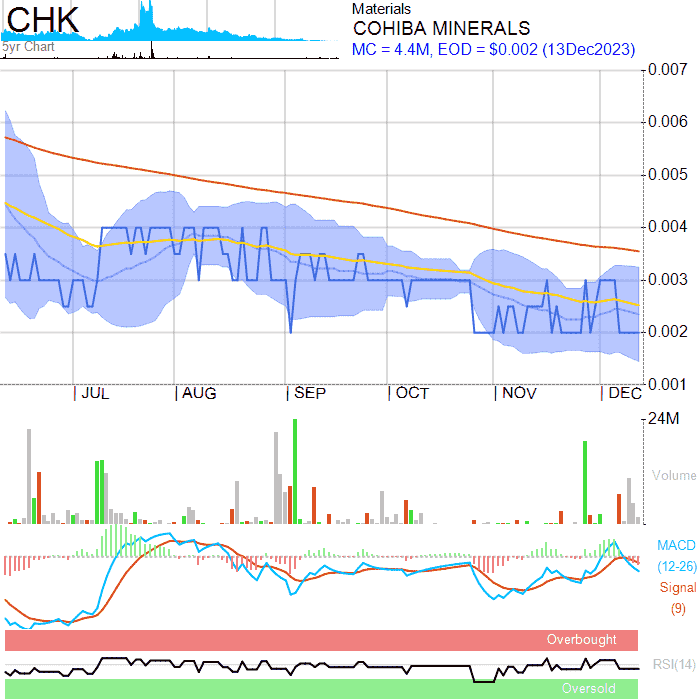 CHK
5yr Chart
Materials
COHIBA MINERALS
MC = 4.4M, EOD = $0.002 (13Dec2023)
0.007
0.006
0.005
0.004
0.003
0.002
0.001
JUL AUG SEP OCT NOV DEC
24M
Volume
MACD
(12-26)
Signal
(9)
Overbought
RSI(14)
Oversold